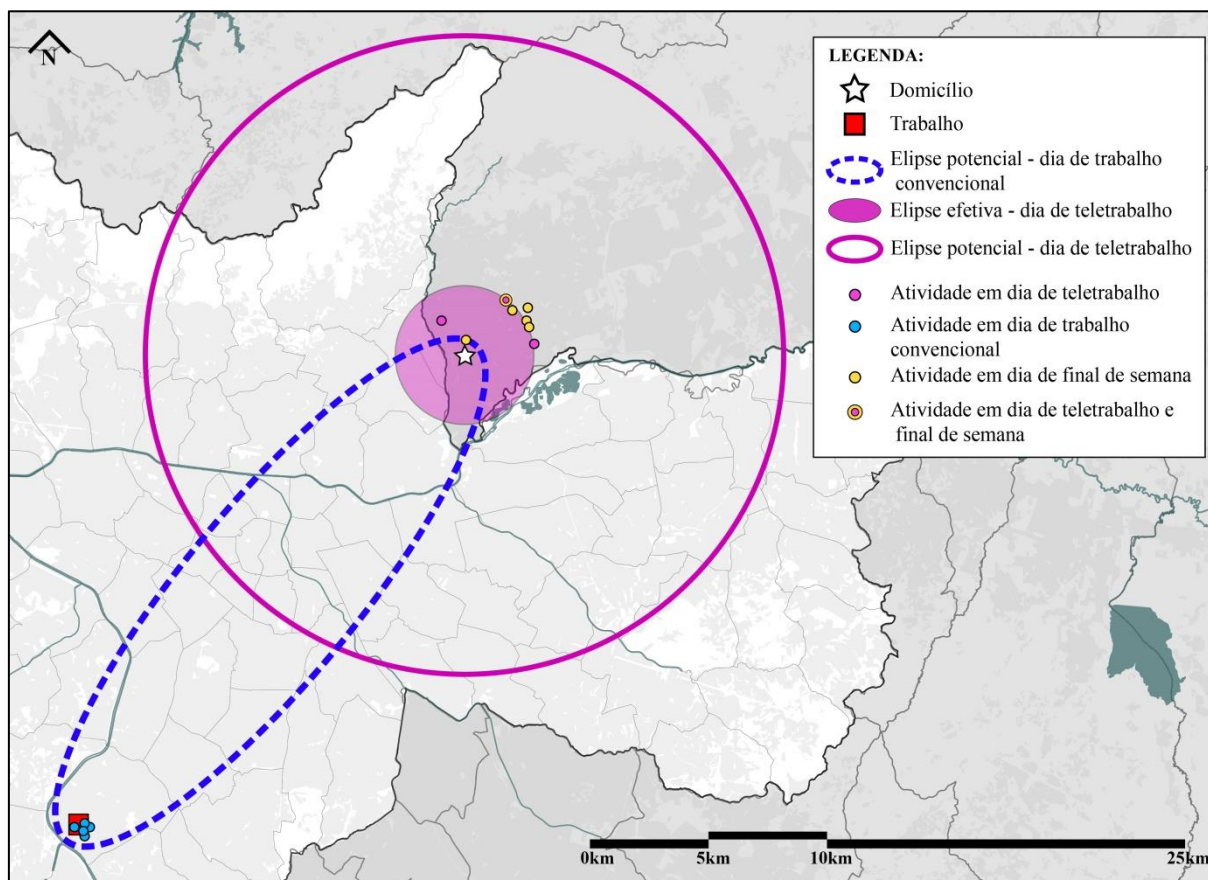 N
LEGENDA:
Domicílio
Trabalho
Elipse potencial - dia de trabalho
convencional
Elipse efetiva - dia de teletrabalho
Elipse potencial - dia de teletrabalho
Atividade em dia de teletrabalho
Atividade em dia de trabalho
convencional
Atividade em dia de final de semana
Atividade em dia de teletrabalho e
final de semana
0km
5km
10km
25km